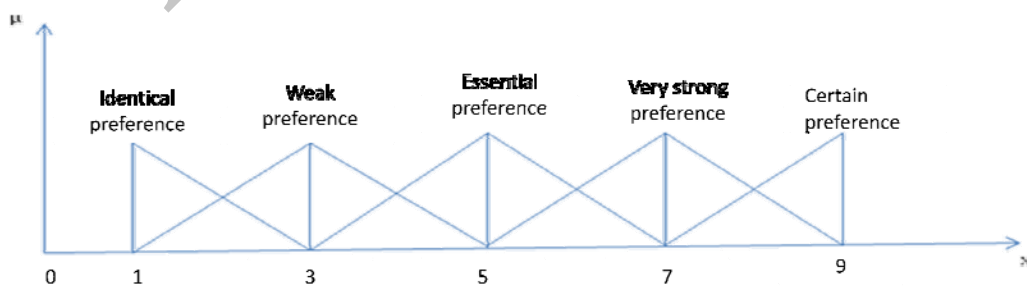 μ
Identical
preference
Weak
preference
Essential
preference
Very strong
preference
Certain
preference
0
1
3
5
7
9
x